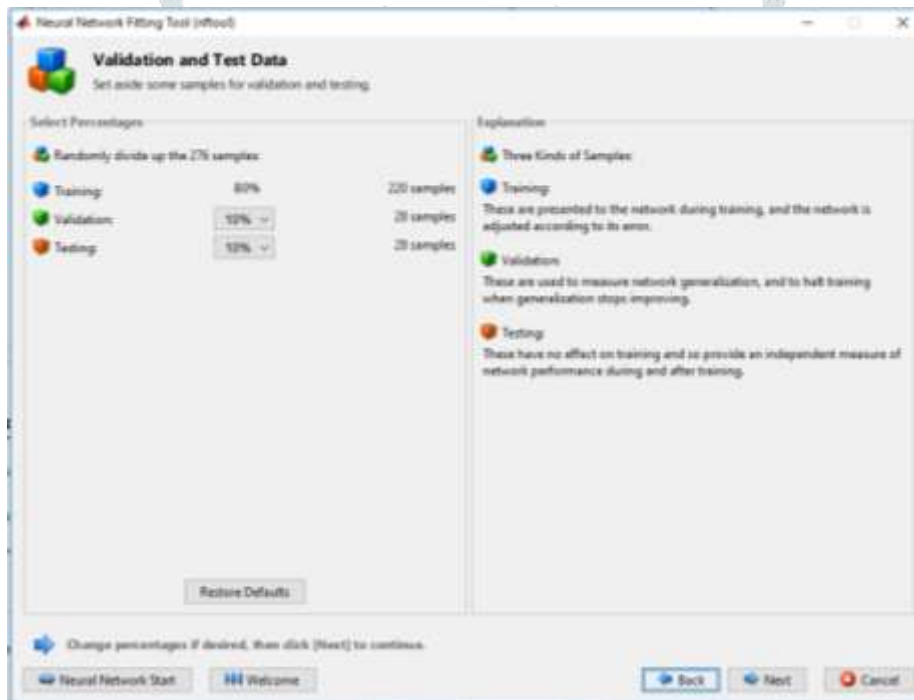 Neural Network Fitting Tool (nftool)
Validation and Test Data
Set aside some samples for validation and testing.
Select Percentages
Randomly divide up the 276 samples:
Training: 80% 220 samples
Validation: 10% 28 samples
Testing: 10% 28 samples
Restore Defaults
Explanation
Three Kinds of Samples:
Training:
These are presented to the network during training, and the network is
adjusted according to its error.
Validation:
These are used to measure network generalization, and to halt training
when generalization stops improving.
Testing:
These have no effect on training and so provide an independent measure of
network performance during and after training.
Change percentages if desired, then click [Next] to continue.
Neural Network Start
Welcome
Back
Next
Cancel